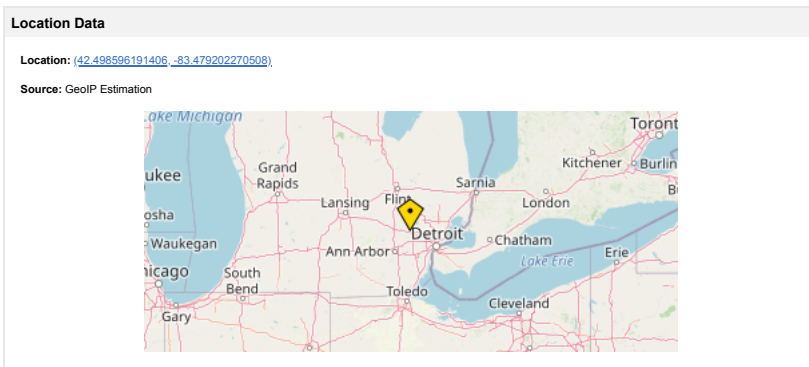 Location Data
Location: (42.498596191406, -83.479202270508)
Source: GeoIP Estimation
ake Michigan
Toront
Kitchener
Burlin
ukee
Grand
Rapids
Sarnia
B
Lansing
Flint
London
osha
Detroit
Waukegan
Chatham
Ann Arbor
Lake Erie
Erie
icago
South
Bend
Toledo
Cleveland
Gary